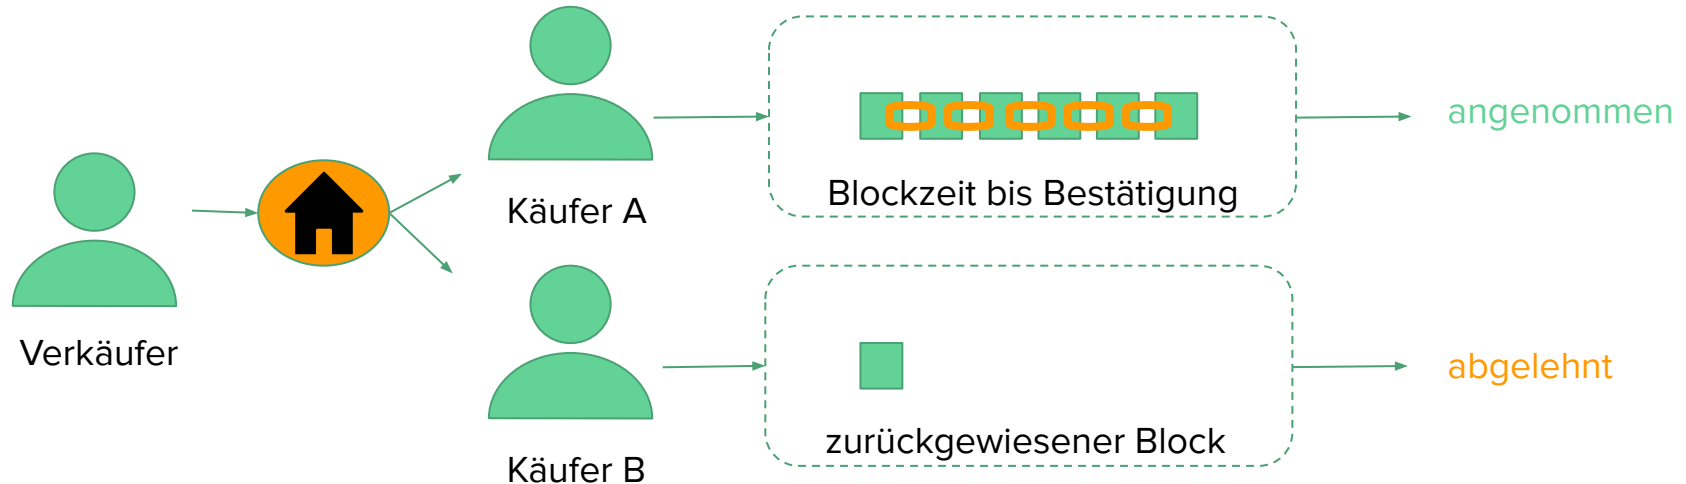 Verkäufer
Käufer A
Blockzeit bis Bestätigung
angenommen
Käufer B
zurückgewiesener Block
abgelehnt